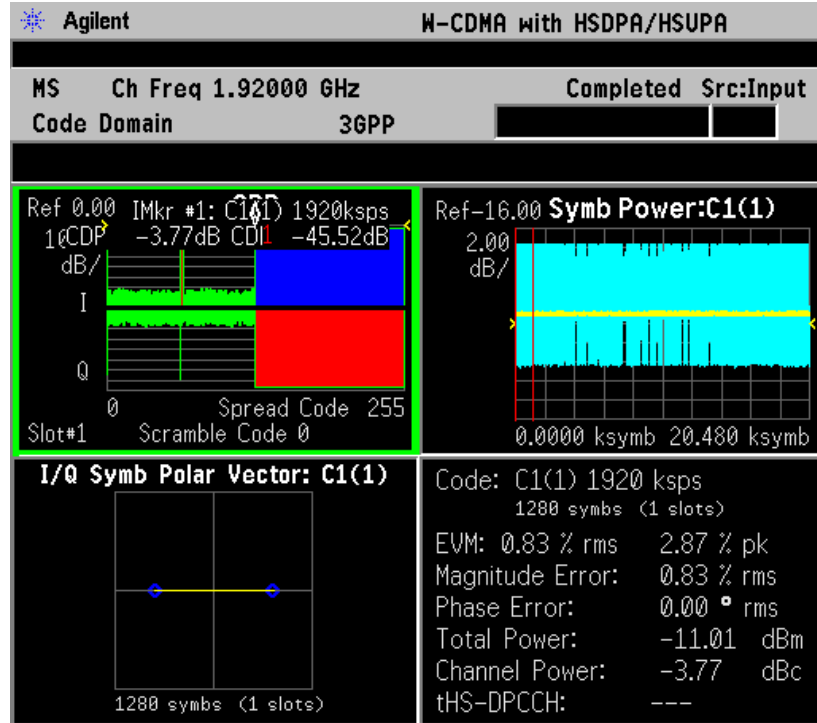 Agilent W-CDMA with HSDPA/HSUPA
MS Ch Freq 1.92000 GHz Completed Src:Input
Code Domain 3GPP
Ref 0.00 IMkr #1: C1(1) 1920ksps
CDP -3.77dB CDE -45.52dB
dB/
I
Q
0 Spread Code 255
Slot#1 Scramble Code 0
Ref-16.00 Symb Power:C1(1)
2.00
dB/
0.0000 ksymb 20.480 ksymb
I/Q Symb Polar Vector: C1(1)
1280 symbs (1 slots)
Code: C1(1) 1920 ksps
1280 symbs (1 slots)
EVM: 0.83 % rms 2.87 % pk
Magnitude Error: 0.83 % rms
Phase Error: 0.00 ° rms
Total Power: -11.01 dBm
Channel Power: -3.77 dBc
tHS-DPCCH: ---